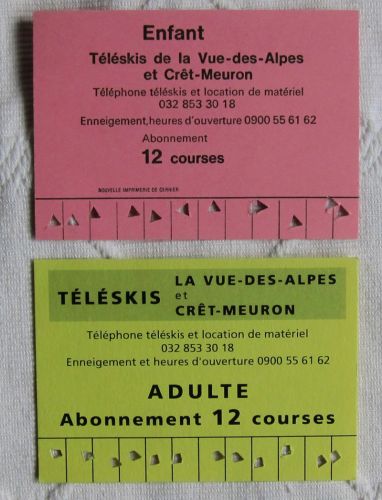 Enfant
Téléskis de la Vue-des-Alpes
et Crêt-Meuron
Téléphone téléskis et location de matériel
032 853 30 18
Enneigement,heures d'ouverture 0900 55 61 62
Abonnement
12 courses
NOUVELLE IMPRIMERIE DE CERNIER
TÉLÉSKIS
LA VUE-DES-ALPES
et
CRÊT-MEURON
Téléphone téléskis et location de matériel
032 853 30 18
Enneigement et heures d'ouverture 0900 55 61 62
ADULTE
Abonnement 12 courses